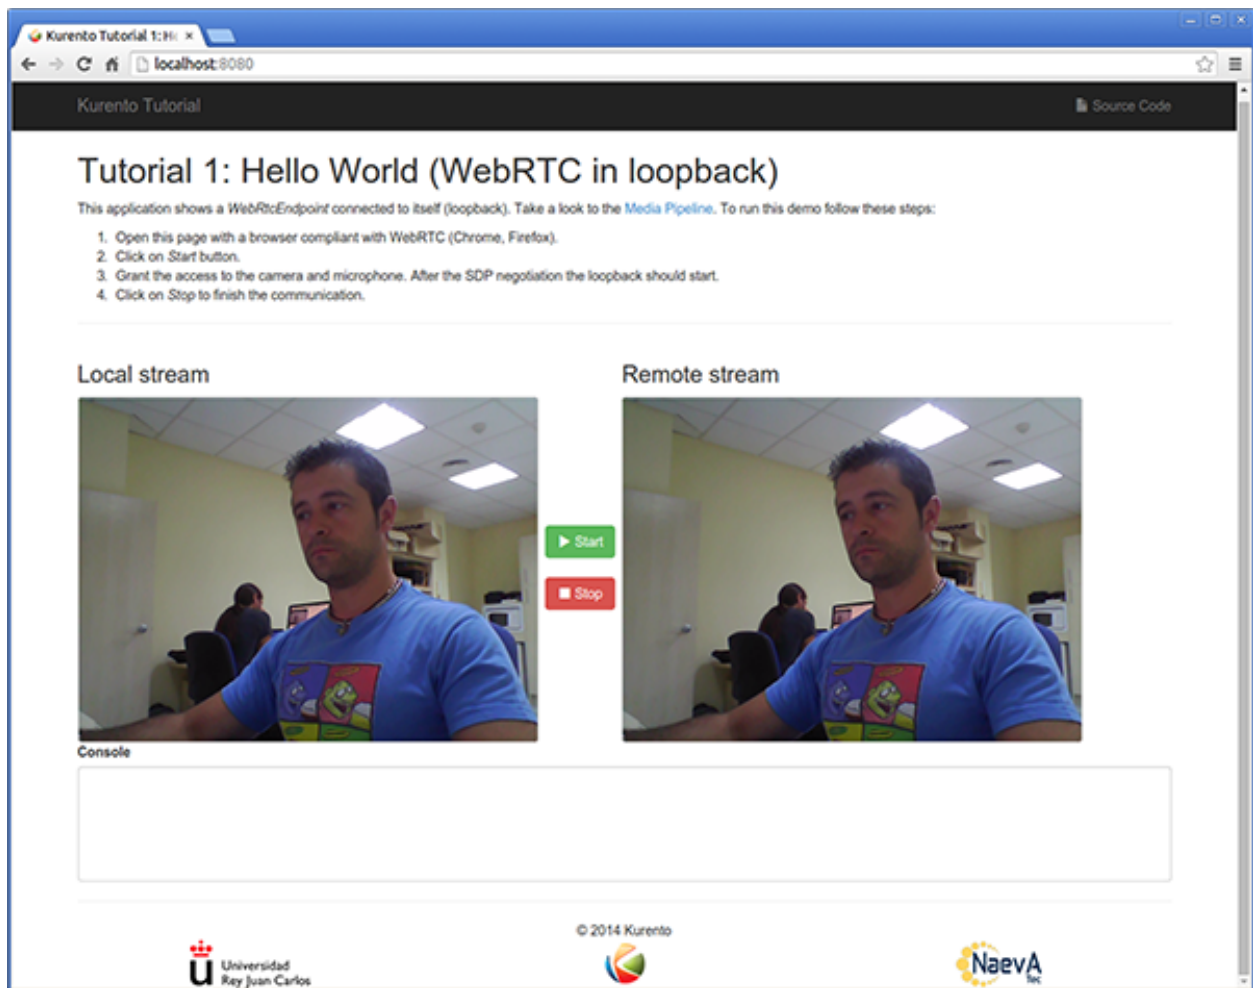 Kurento Tutorial 1: H
localhost:8080
Kurento Tutorial
Source Code
Tutorial 1: Hello World (WebRTC in loopback)
This application shows a WebRtcEndpoint connected to itself (loopback). Take a look to the Media Pipeline. To run this demo follow these steps:
1. Open this page with a browser compliant with WebRTC (Chrome, Firefox).
2. Click on Start button.
3. Grant the access to the camera and microphone. After the SDP negotiation the loopback should start.
4. Click on Stop to finish the communication.
Local stream
Remote stream
Start
Stop
Console
© 2014 Kurento
Universidad
Rey Juan Carlos
NaevA
Tec